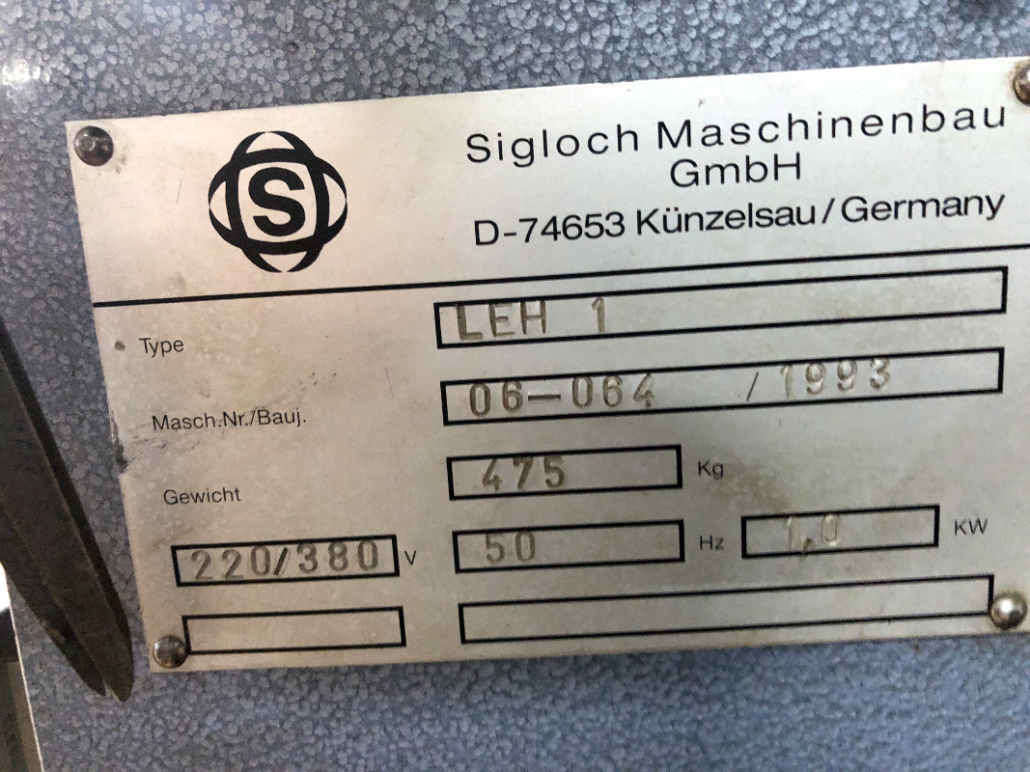 S
Sigloch Maschinenbau
GmbH
D-74653 Künzelsau/Germany
Type LEH 1
Masch.Nr./Bauj. 06-064 / 1993
Gewicht 475 Kg
220/380 V 50 Hz 1,0 KW